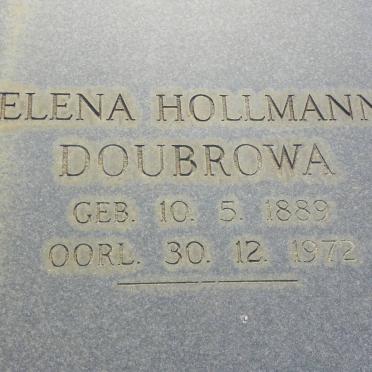 ELENA HOLLMANN
DOUBROWA
GEB. 10. 5. 1889
OORL. 30. 12. 1972